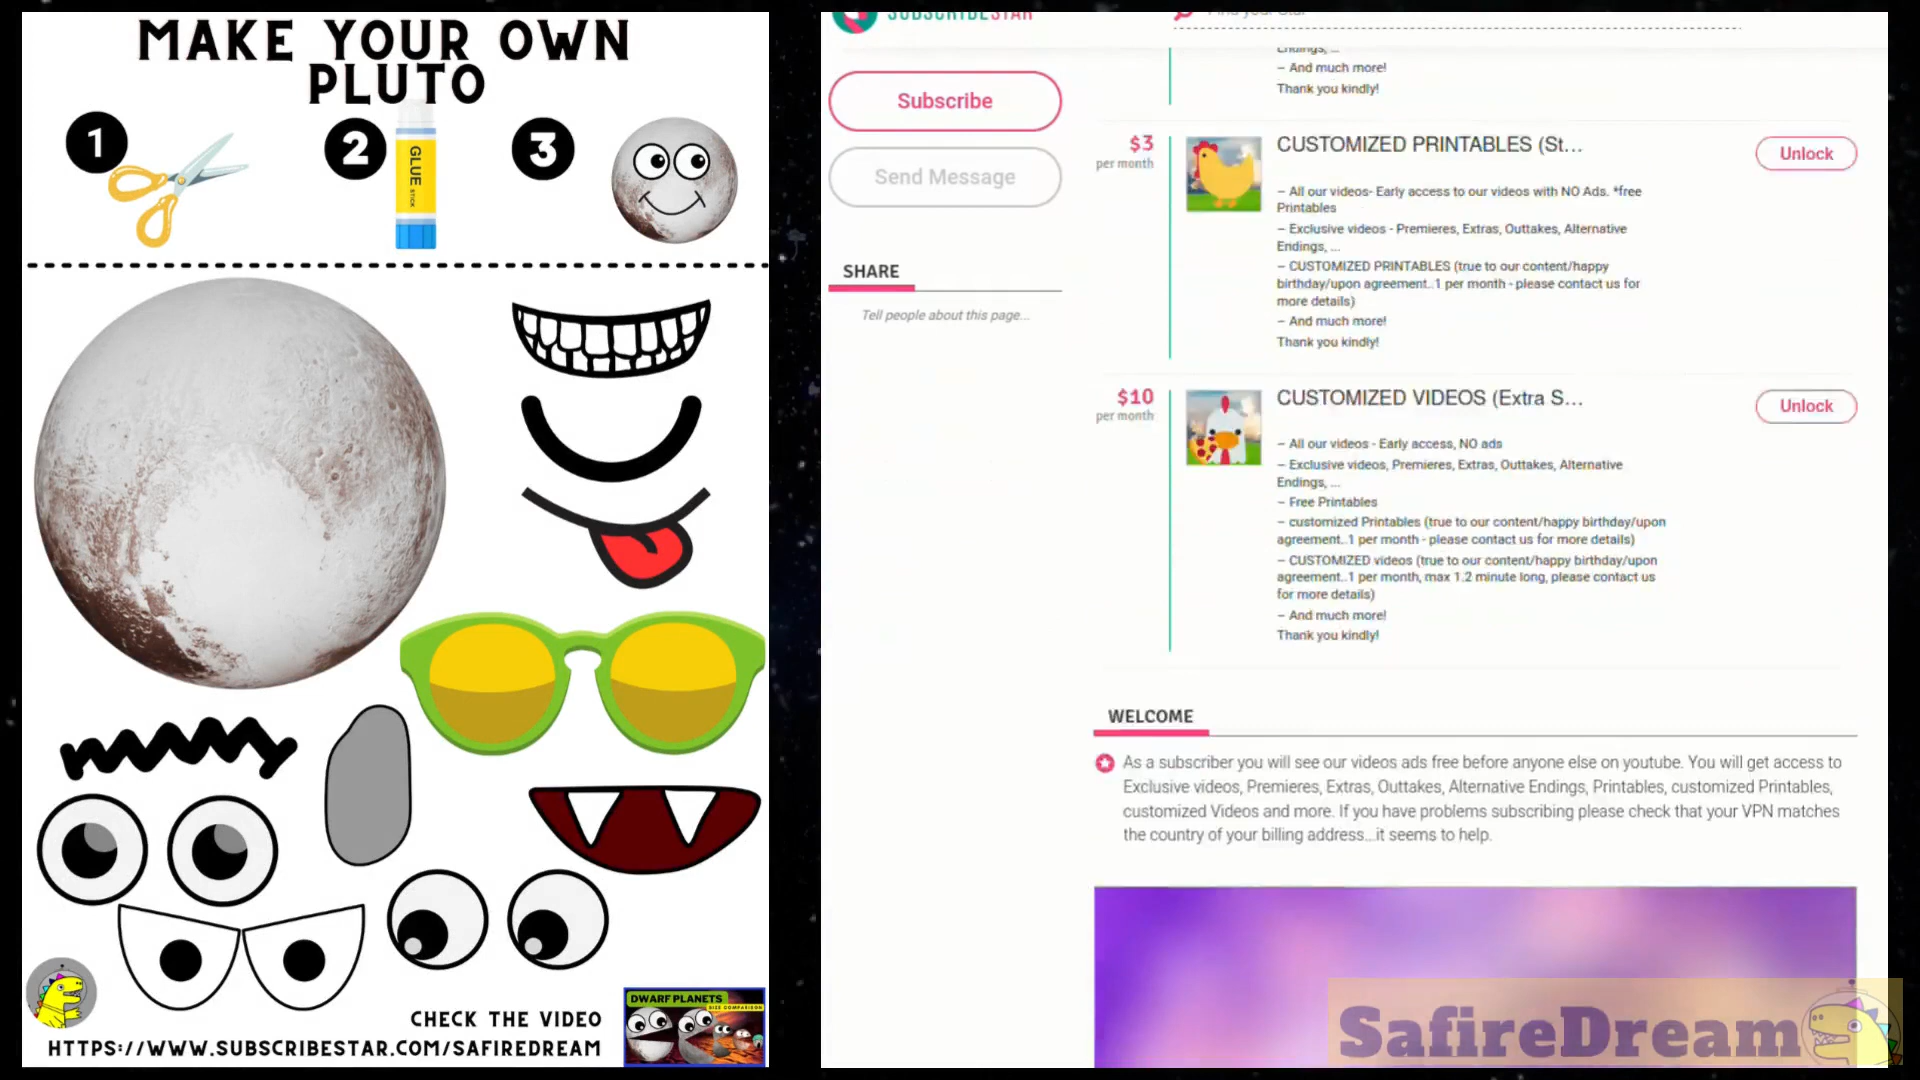 MAKE YOUR OWN
PLUTO
1
2
3
GLUE
STICK
CHECK THE VIDEO
HTTPS://WWW.SUBSCRIBESTAR.COM/SAFIREDREAM
DWARF PLANETS
SIZE COMPARISON
SUBSCRIBESTAR
Find your Star
Subscribe
Send Message
SHARE
Tell people about this page...
Endings, ...
– And much more!
Thank you kindly!
$3
per month
CUSTOMIZED PRINTABLES (St...
Unlock
– All our videos- Early access to our videos with NO Ads. *free
Printables
– Exclusive videos - Premieres, Extras, Outtakes, Alternative
Endings, ...
– CUSTOMIZED PRINTABLES (true to our content/happy
birthday/upon agreement..1 per month - please contact us for
more details)
– And much more!
Thank you kindly!
$10
per month
CUSTOMIZED VIDEOS (Extra S...
Unlock
– All our videos - Early access, NO ads
– Exclusive videos, Premieres, Extras, Outtakes, Alternative
Endings, ...
– Free Printables
– customized Printables (true to our content/happy birthday/upon
agreement..1 per month - please contact us for more details)
– CUSTOMIZED videos (true to our content/happy birthday/upon
agreement..1 per month, max 1.2 minute long, please contact us
for more details)
– And much more!
Thank you kindly!
WELCOME
As a subscriber you will see our videos ads free before anyone else on youtube. You will get access to
Exclusive videos, Premieres, Extras, Outtakes, Alternative Endings, Printables, customized Printables,
customized Videos and more. If you have problems subscribing please check that your VPN matches
the country of your billing address...it seems to help.
SafireDream